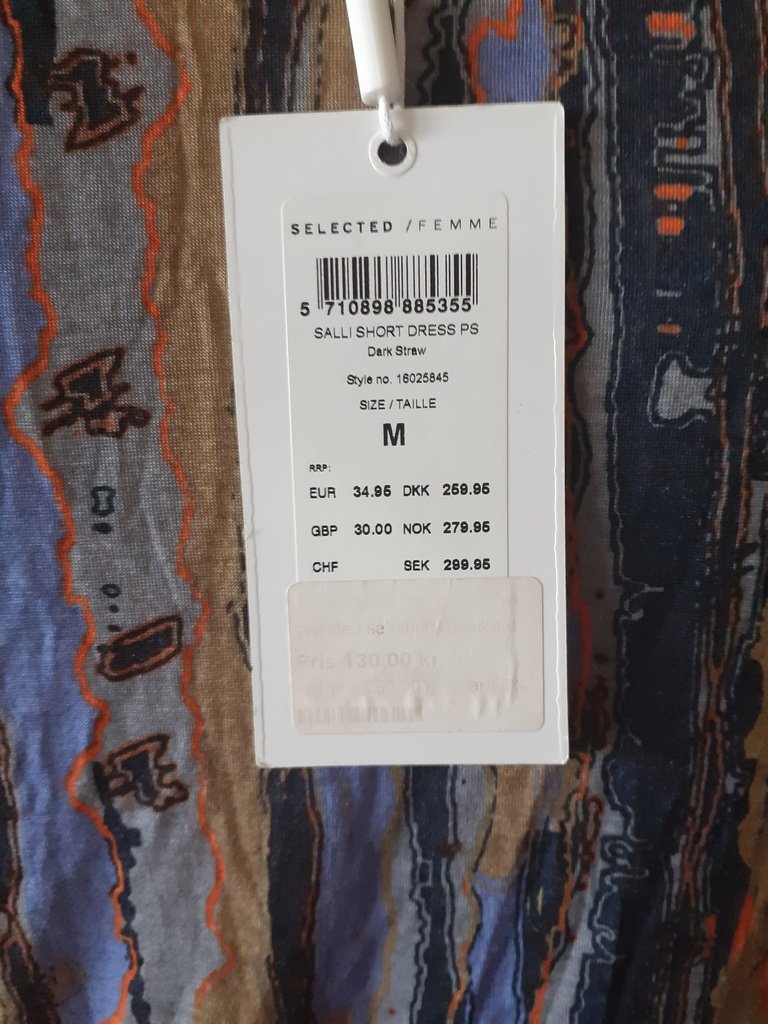 SELECTED / FEMME
5 710898 885355
SALLI SHORT DRESS PS
Dark Straw
Style no. 16025845
SIZE / TAILLE
M
RRP:
EUR 34.95 DKK 259.95
GBP 30.00 NOK 279.95
CHF SEK 299.95
Pris 130.00 kr.